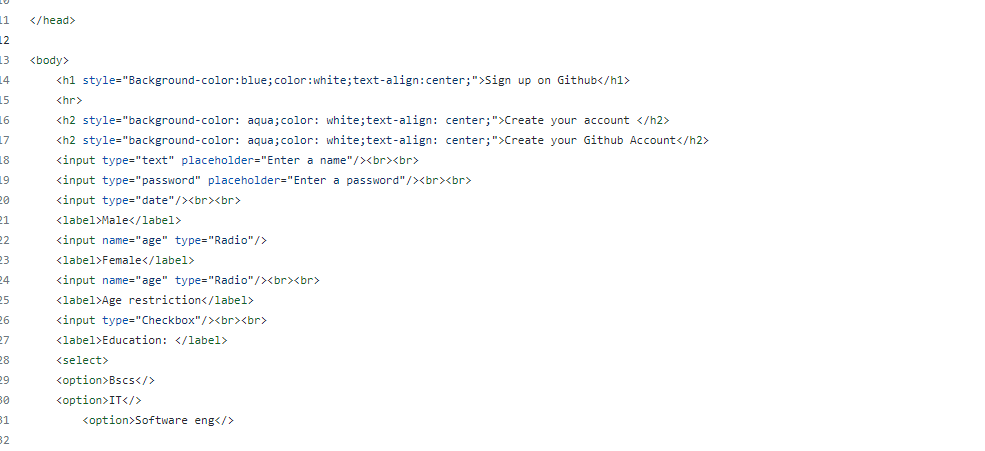 11 </head>
12
13 <body>
14 <h1 style="Background-color:blue;color:white;text-align:center;">Sign up on Github</h1>
15 <hr>
16 <h2 style="background-color: aqua;color: white;text-align: center;">Create your account </h2>
17 <h2 style="background-color: aqua;color: white;text-align: center;">Create your Github Account</h2>
18 <input type="text" placeholder="Enter a name"/><br><br>
19 <input type="password" placeholder="Enter a password"/><br><br>
20 <input type="date"/><br><br>
21 <label>Male</label>
22 <input name="age" type="Radio"/>
23 <label>Female</label>
24 <input name="age" type="Radio"/><br><br>
25 <label>Age restriction</label>
26 <input type="Checkbox"/><br><br>
27 <label>Education: </label>
28 <select>
29 <option>Bscs</>
30 <option>IT</>
31 <option>Software eng</>
32